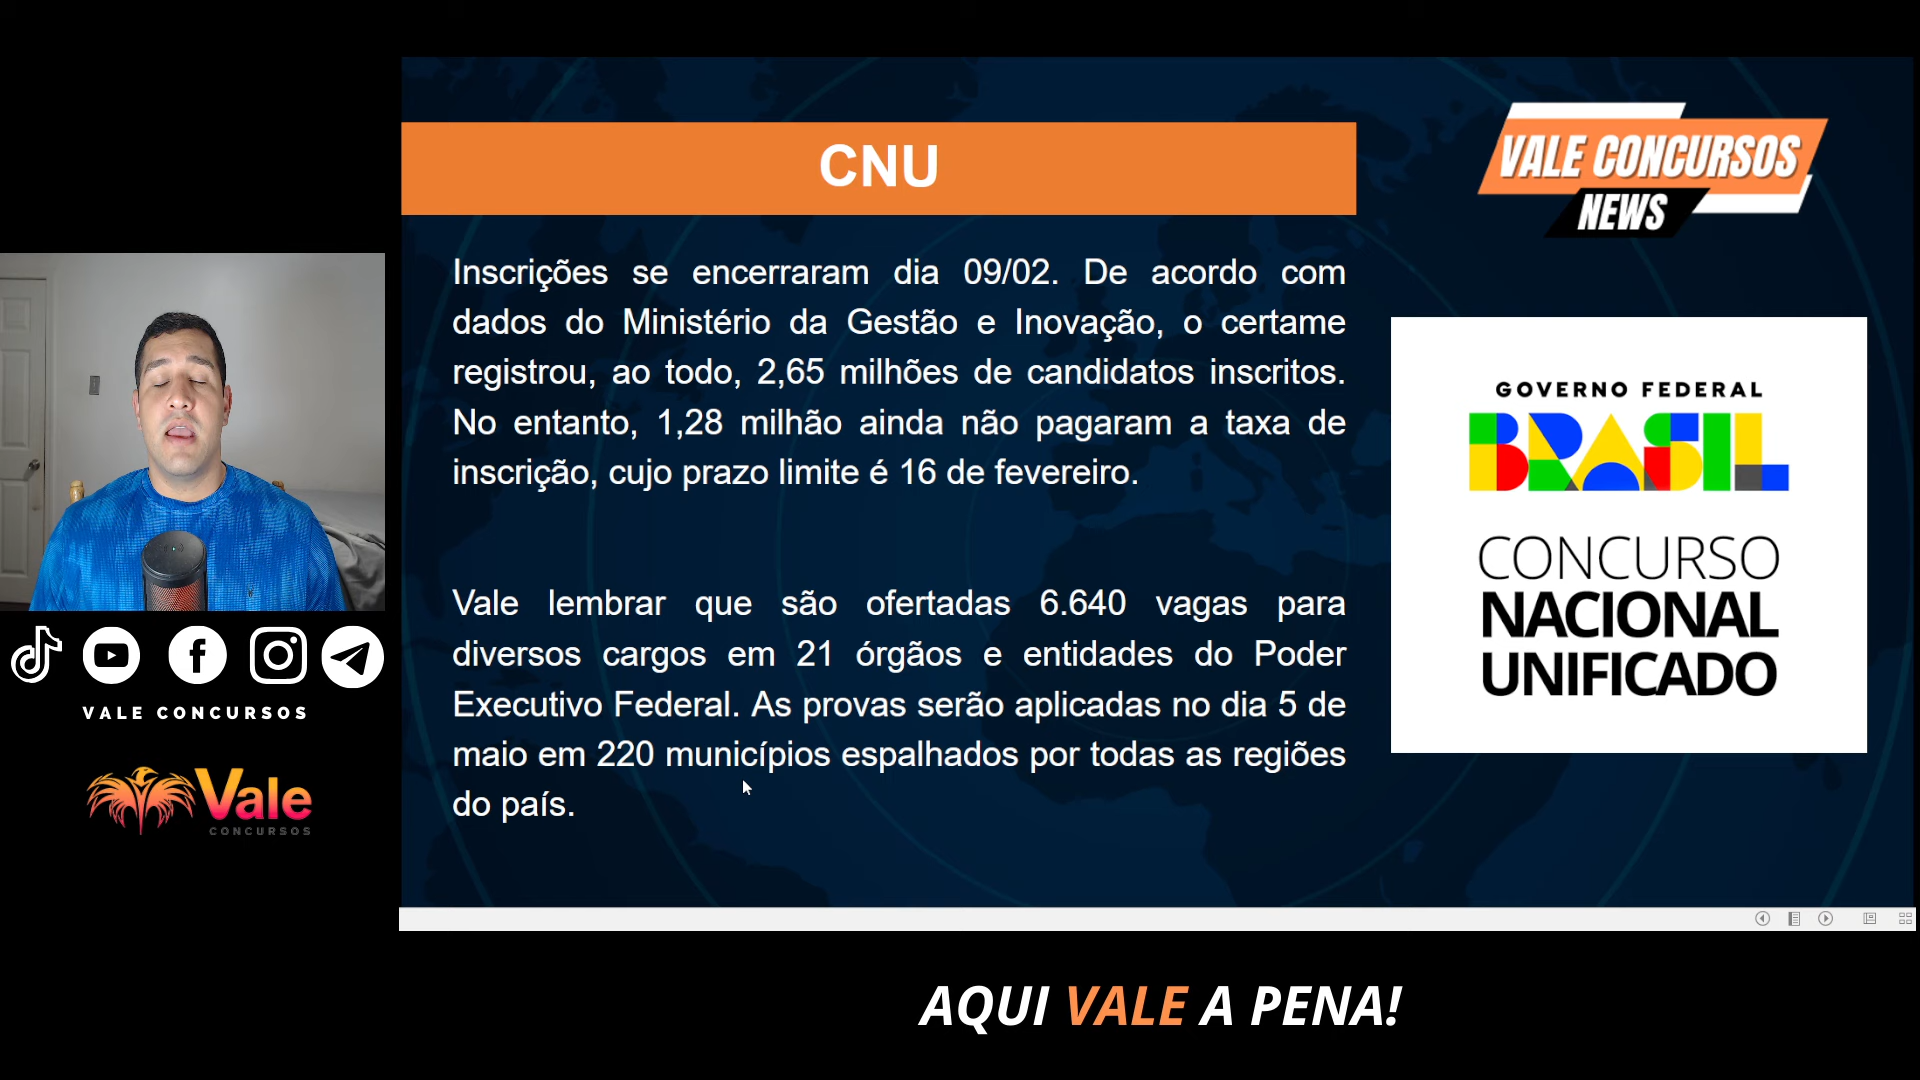 CNU
VALE CONCURSOS
NEWS
Inscrições se encerraram dia 09/02. De acordo com
dados do Ministério da Gestão e Inovação, o certame
registrou, ao todo, 2,65 milhões de candidatos inscritos.
No entanto, 1,28 milhão ainda não pagaram a taxa de
inscrição, cujo prazo limite é 16 de fevereiro.
Vale lembrar que são ofertadas 6.640 vagas para
diversos cargos em 21 órgãos e entidades do Poder
Executivo Federal. As provas serão aplicadas no dia 5 de
maio em 220 municípios espalhados por todas as regiões
do país.
GOVERNO FEDERAL
BRASIL
CONCURSO
NACIONAL
UNIFICADO
VALE CONCURSOS
Vale
CONCURSOS
AQUI VALE A PENA!